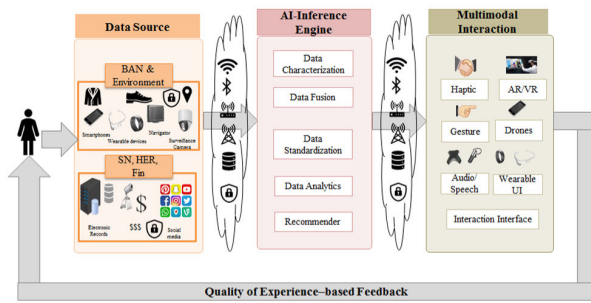 Data Source
BAN &
Environment
Smartphoom
Wearable devices
Navigator
Surveillance
Camera
SN, HER,
Fin
$
Electronic
Records
$$$
Social
media
AI-Inference
Engine
Data
Characterization
Data Fusion
Data
Standardization
Data Analytics
Recommender
Multimodal
Interaction
Haptic
AR/VR
Gesture
Drones
Audio/
Speech
Wearable
UI
Interaction Interface
Quality of Experience–based Feedback